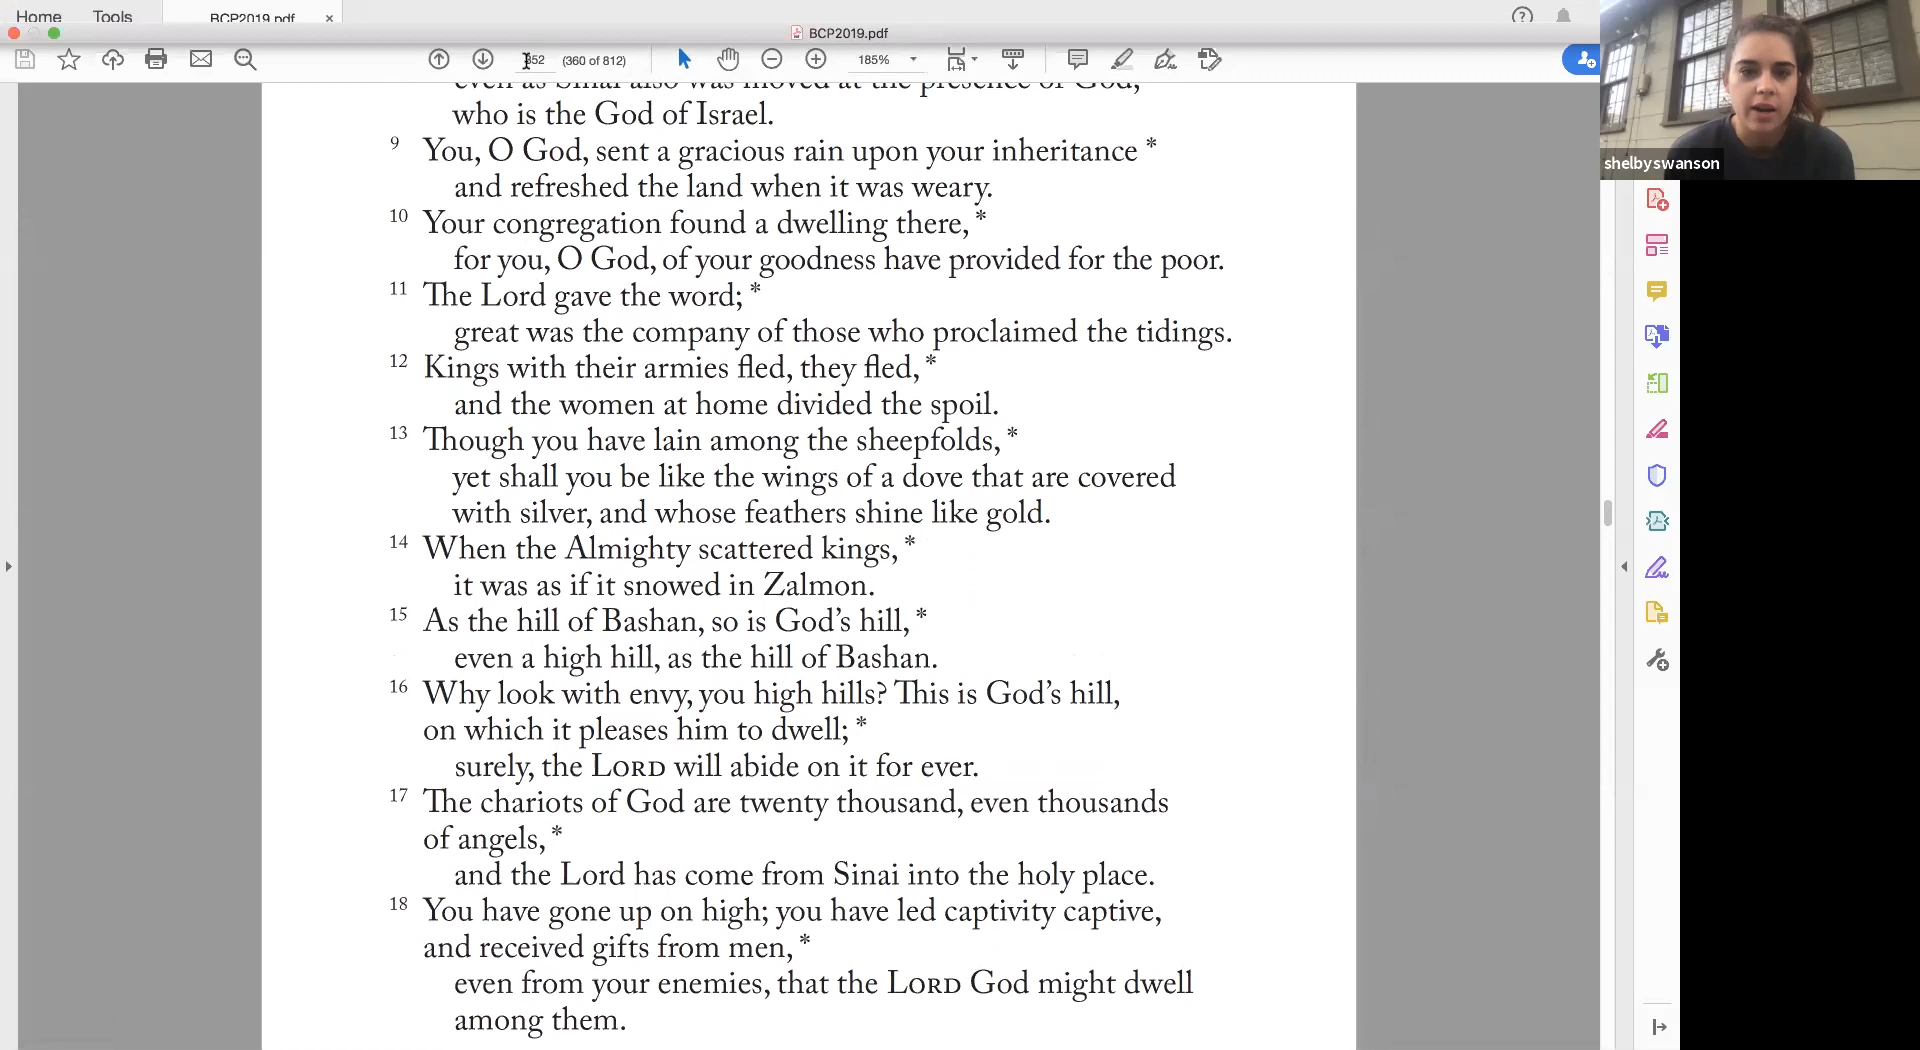 Home Tools BCP2019.pdf ×
BCP2019.pdf
352 (360 of 812) 185%
shelbyswanson
even as Sinai also was moved at the presence of God,
who is the God of Israel.
9 You, O God, sent a gracious rain upon your inheritance *
and refreshed the land when it was weary.
10 Your congregation found a dwelling there, *
for you, O God, of your goodness have provided for the poor.
11 The Lord gave the word; *
great was the company of those who proclaimed the tidings.
12 Kings with their armies fled, they fled, *
and the women at home divided the spoil.
13 Though you have lain among the sheepfolds, *
yet shall you be like the wings of a dove that are covered
with silver, and whose feathers shine like gold.
14 When the Almighty scattered kings, *
it was as if it snowed in Zalmon.
15 As the hill of Bashan, so is God’s hill, *
even a high hill, as the hill of Bashan.
16 Why look with envy, you high hills? This is God’s hill,
on which it pleases him to dwell; *
surely, the LORD will abide on it for ever.
17 The chariots of God are twenty thousand, even thousands
of angels, *
and the Lord has come from Sinai into the holy place.
18 You have gone up on high; you have led captivity captive,
and received gifts from men, *
even from your enemies, that the LORD God might dwell
among them.